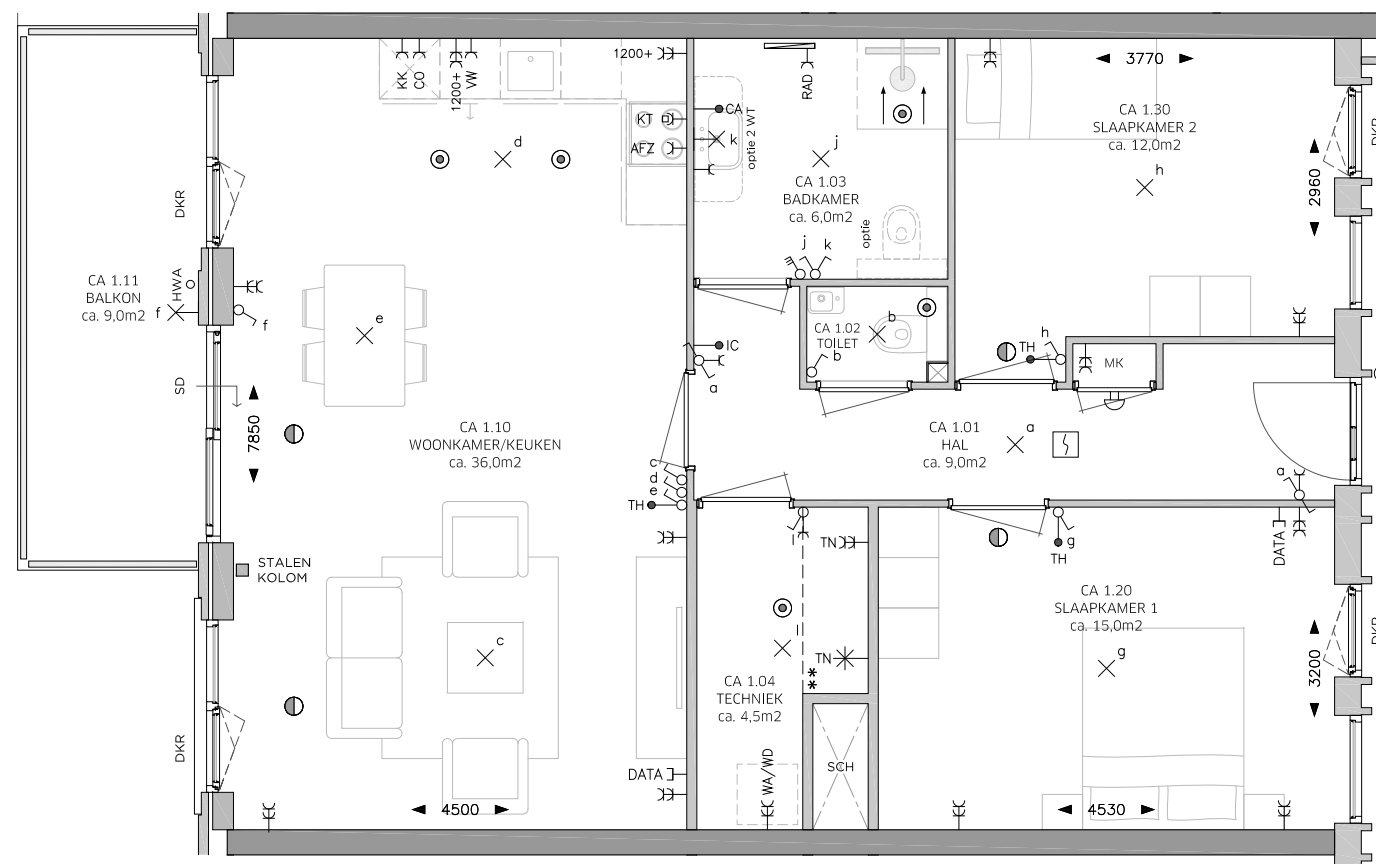 KK
CO
1200+
VW
1200+
d
KT
AFZ
CA
k
optie 2 WT
RAD
j
CA 1.03
BADKAMER
ca. 6,0m2
optie
j
k
3770
CA 1.30
SLAAPKAMER 2
ca. 12,0m2
h
2960
DKR
DKR
HWA
CA 1.11
BALKON
ca. 9,0m2
f
f
SD
7850
e
IC
a
CA 1.02
TOILET
b
b
h
TH
MK
CA 1.10
WOONKAMER/KEUKEN
ca. 36,0m2
c
d
e
TH
CA 1.01
HAL
ca. 9,0m2
a
a
STALEN
KOLOM
c
l
TN
l
TN
**
CA 1.04
TECHNIEK
ca. 4,5m2
WA/WD
SCH
g
TH
DATA
CA 1.20
SLAAPKAMER 1
ca. 15,0m2
g
3200
DKR
DKR
DATA
4500
4530